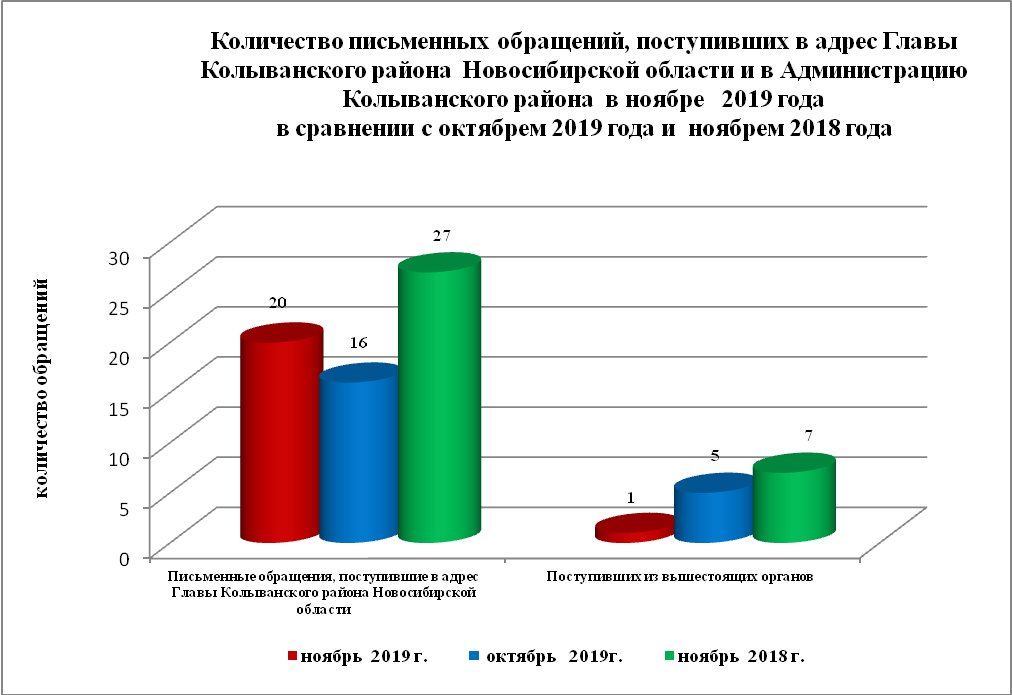 Количество письменных обращений, поступивших в адрес Главы
Колыванского района Новосибирской области и в Администрацию
Колыванского района в ноябре 2019 года
в сравнении с октябрем 2019 года и ноябрем 2018 года
количество обращений
30
25
20
15
10
5
0
20
16
27
1
5
7
Письменные обращения, поступившие в адрес
Главы Колыванского района Новосибирской
области
Поступивших из вышестоящих органов
ноябрь 2019 г.
октябрь 2019г.
ноябрь 2018 г.